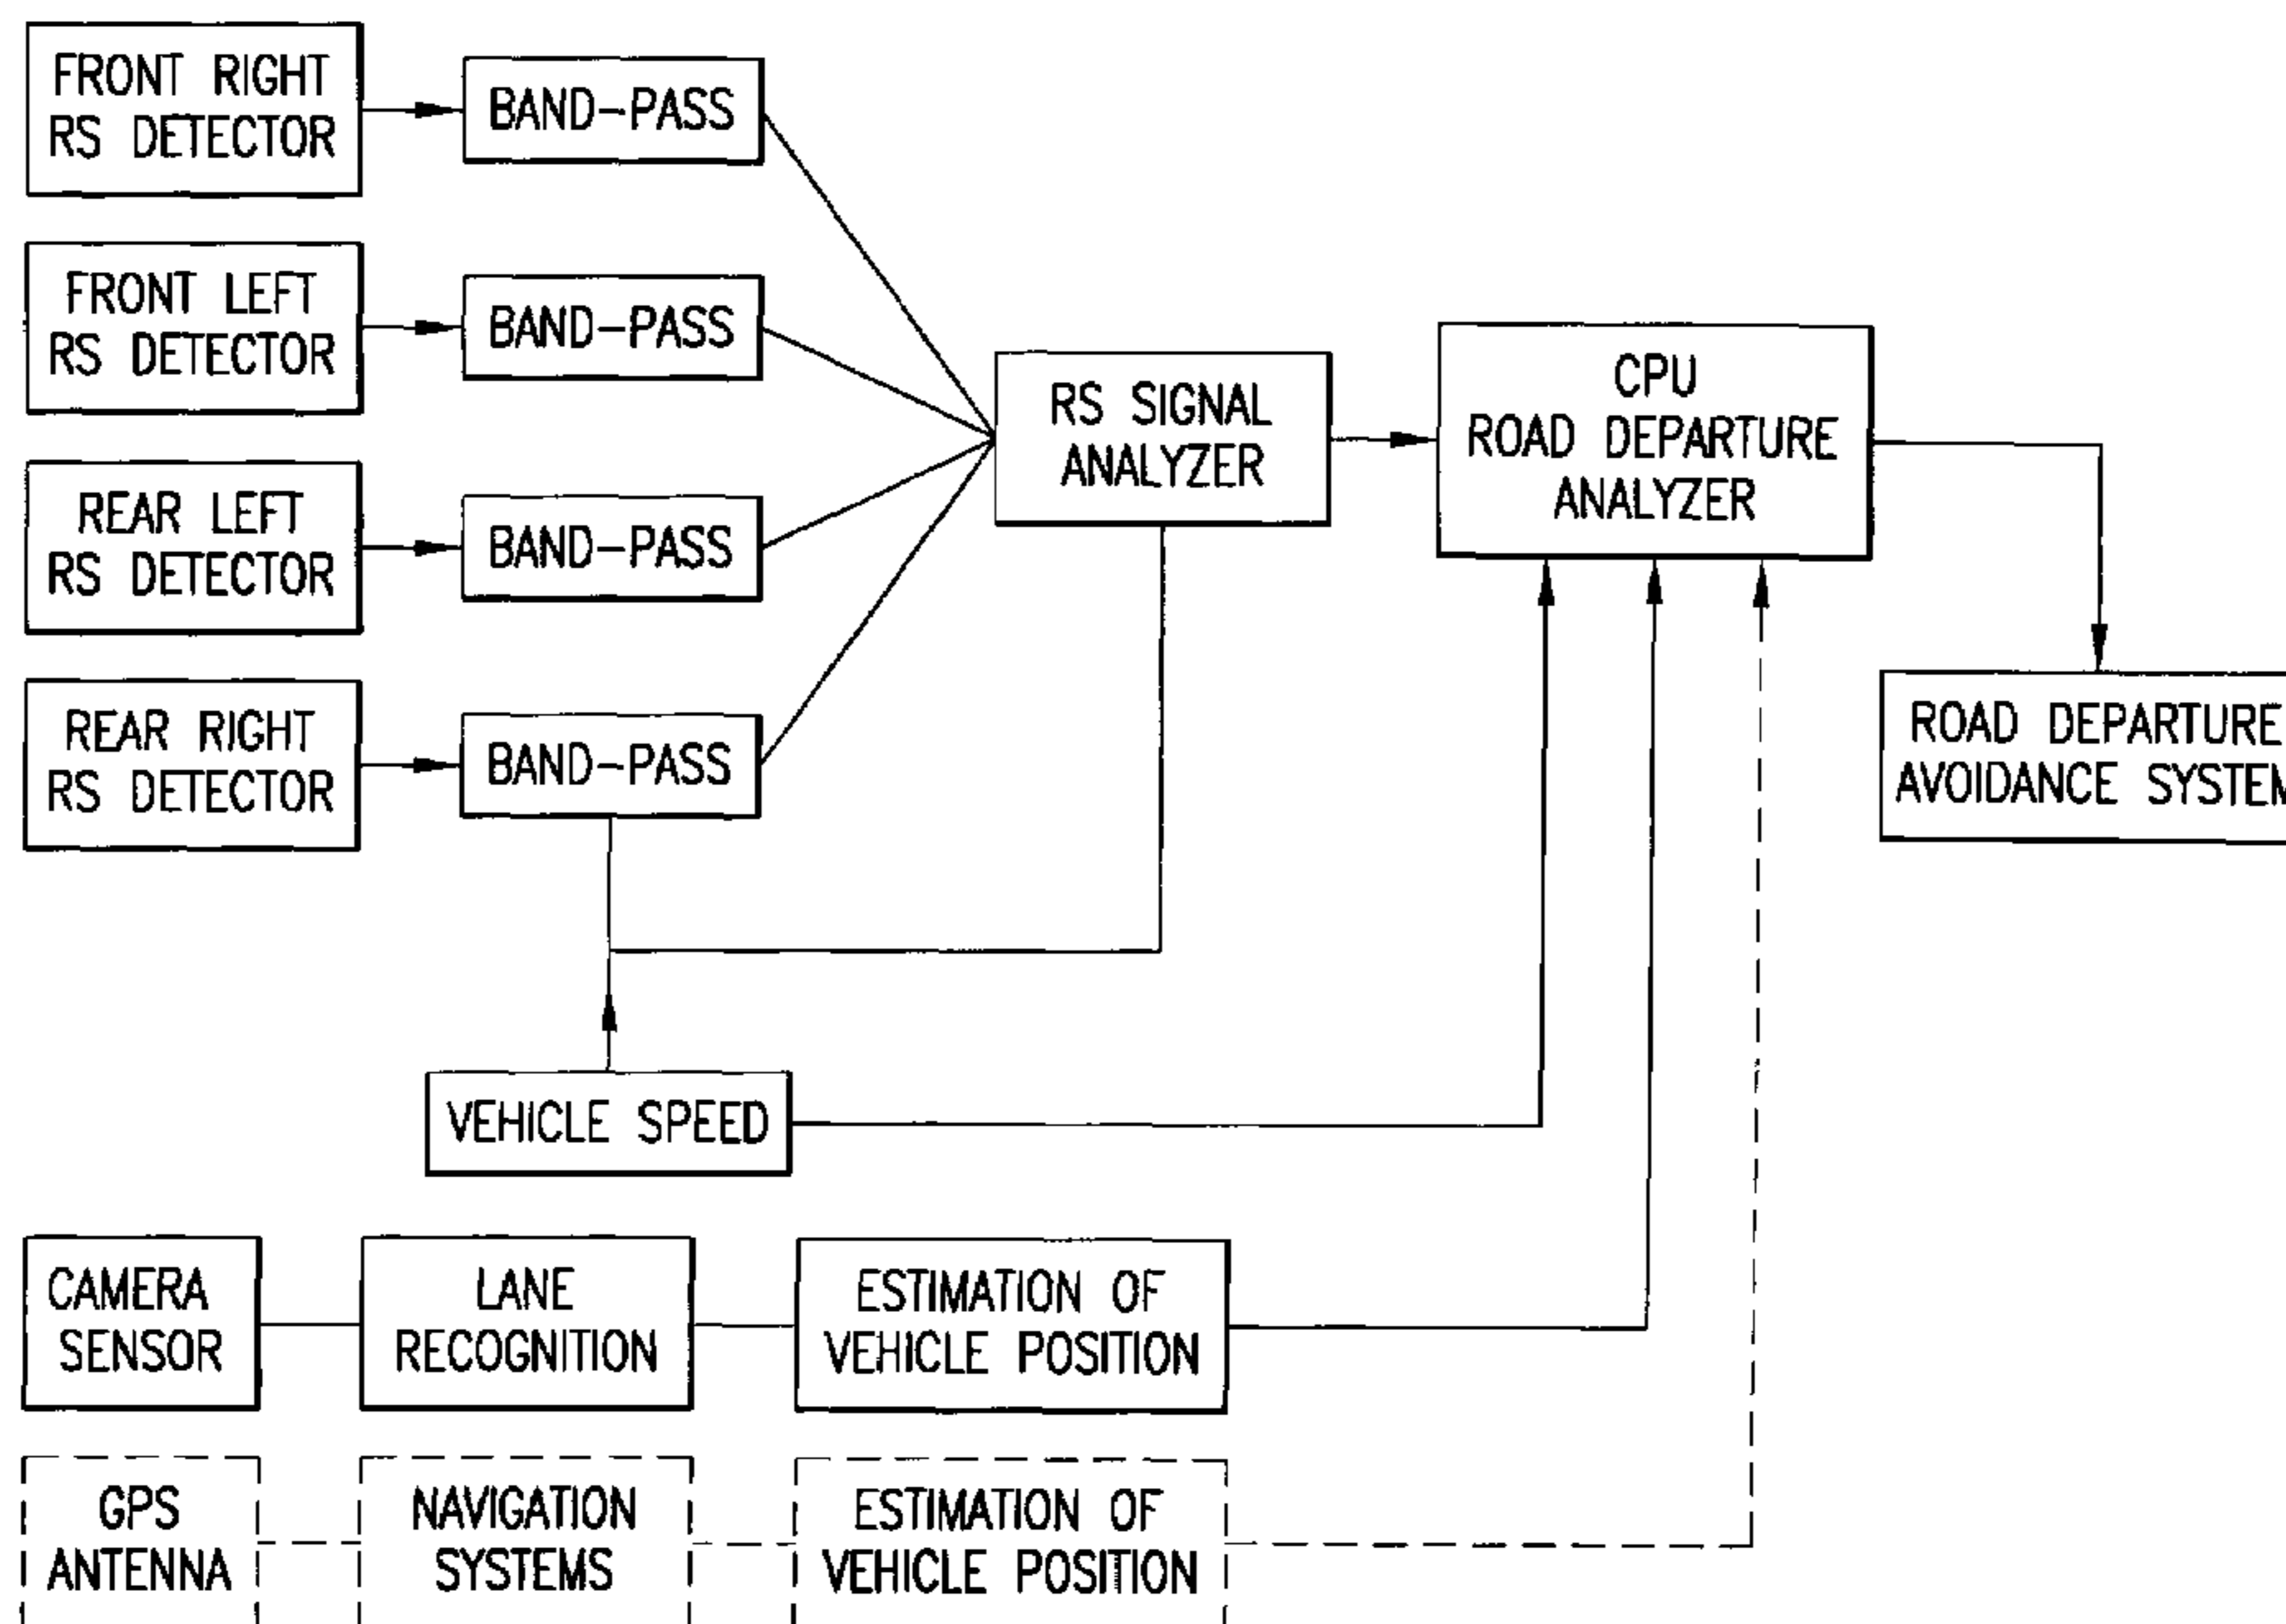 FRONT RIGHT
RS DETECTOR
BAND-PASS
FRONT LEFT
RS DETECTOR
BAND-PASS
REAR LEFT
RS DETECTOR
BAND-PASS
REAR RIGHT
RS DETECTOR
BAND-PASS
RS SIGNAL
ANALYZER
CPU
ROAD DEPARTURE
ANALYZER
ROAD DEPARTURE
AVOIDANCE SYSTEM
VEHICLE SPEED
CAMERA
SENSOR
LANE
RECOGNITION
ESTIMATION OF
VEHICLE POSITION
GPS
ANTENNA
NAVIGATION
SYSTEMS
ESTIMATION OF
VEHICLE POSITION